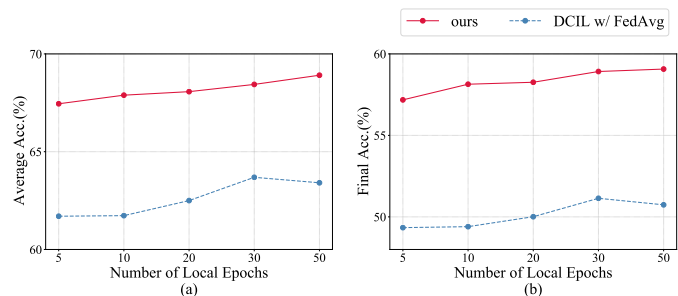 ours
DCIL w/ FedAvg
70
65
60
Average Acc.(%)
5
10
20
30
50
Number of Local Epochs
(a)
60
55
50
Final Acc.(%)
5
10
20
30
50
Number of Local Epochs
(b)